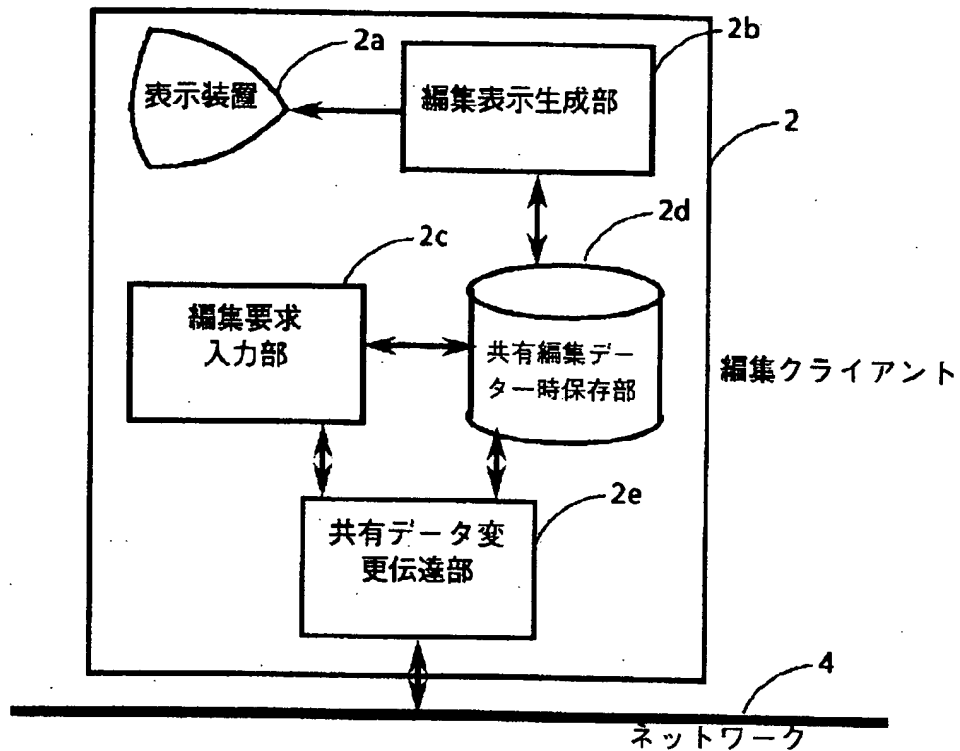 2a
2b
表示装置
編集表示生成部
2
2d
2c
編集要求
入力部
共有編集デ
ーター時保存部
編集クライアント
2e
共有データ変
更伝達部
4
ネットワーク